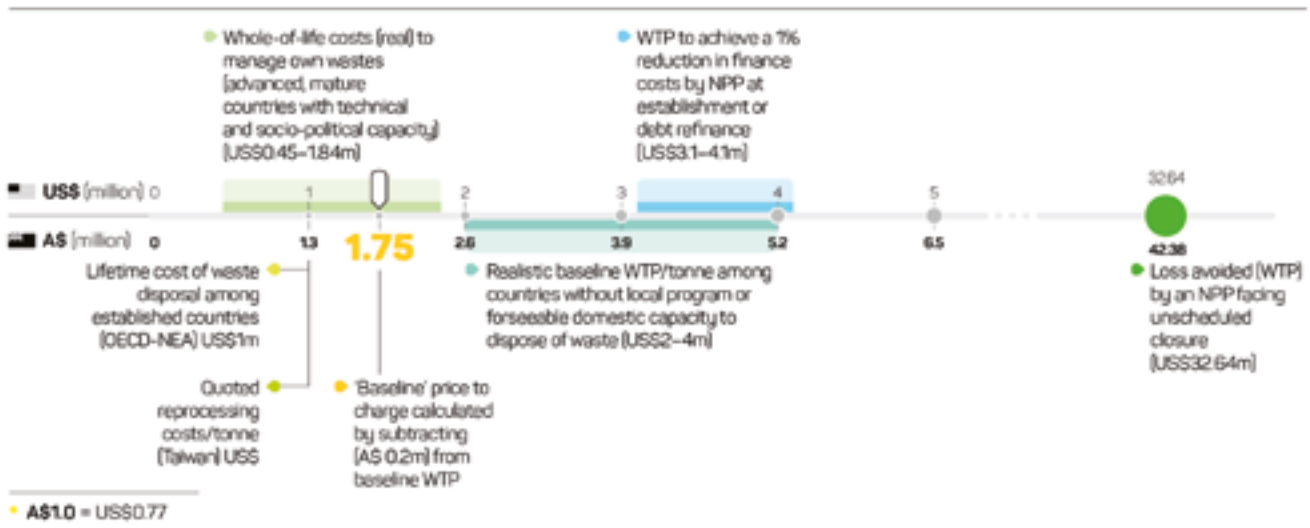 Whole-of-life costs (real) to
manage own wastes
(advanced, mature
countries with technical
and socio-political capacity)
(US$0.45–1.84m)
WTP to achieve a 1%
reduction in finance
costs by NPP at
establishment or
debt refinance
(US$3.1–4.1m)
US$ (million) 0 1 2 3 4 5 32.64
A$ (million) 0 1.3 1.75 2.6 3.9 5.2 6.5 42.38
Lifetime cost of waste
disposal among
established countries
(OECD-NEA) US$1m
Realistic baseline WTP/tonne among
countries without local program or
forseeable domestic capacity to
dispose of waste (US$2–4m)
Loss avoided (WTP)
by an NPP facing
unscheduled
closure
(US$32.64m)
Quoted
reprocessing
costs/tonne
(Taiwan) US$
'Baseline' price to
charge calculated
by subtracting
(A$ 0.2m) from
baseline WTP
A$1.0 = US$0.77